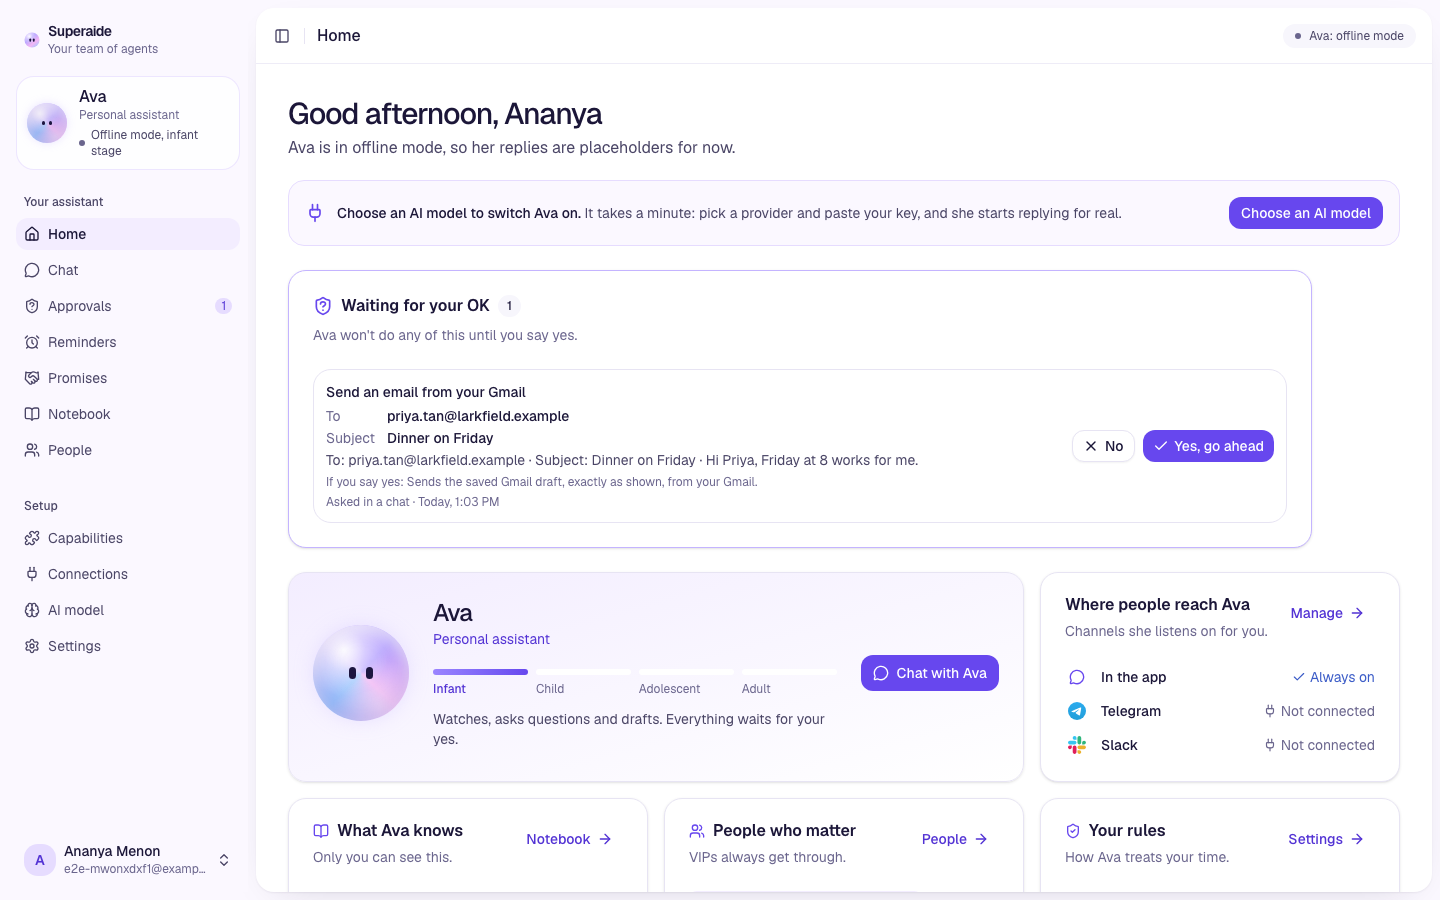 Superaide
Your team of agents
Ava
Personal assistant
Offline mode, infant
stage
Your assistant
Home
Chat
Approvals 1
Reminders
Promises
Notebook
People
Setup
Capabilities
Connections
AI model
Settings
A
Ananya Menon
e2e-mwonxdxf1@examp...
Home
Ava: offline mode
Good afternoon, Ananya
Ava is in offline mode, so her replies are placeholders for now.
Choose an AI model to switch Ava on. It takes a minute: pick a provider and paste your key, and she starts replying for real.
Choose an AI model
Waiting for your OK 1
Ava won't do any of this until you say yes.
Send an email from your Gmail
To priya.tan@larkfield.example
Subject Dinner on Friday
To: priya.tan@larkfield.example · Subject: Dinner on Friday · Hi Priya, Friday at 8 works for me.
If you say yes: Sends the saved Gmail draft, exactly as shown, from your Gmail.
Asked in a chat · Today, 1:03 PM
No
Yes, go ahead
Ava
Personal assistant
Infant Child Adolescent Adult
Watches, asks questions and drafts. Everything waits for your
yes.
Chat with Ava
Where people reach Ava
Channels she listens on for you.
Manage
In the app Always on
Telegram Not connected
Slack Not connected
What Ava knows
Only you can see this.
Notebook
People who matter
VIPs always get through.
People
Your rules
How Ava treats your time.
Settings